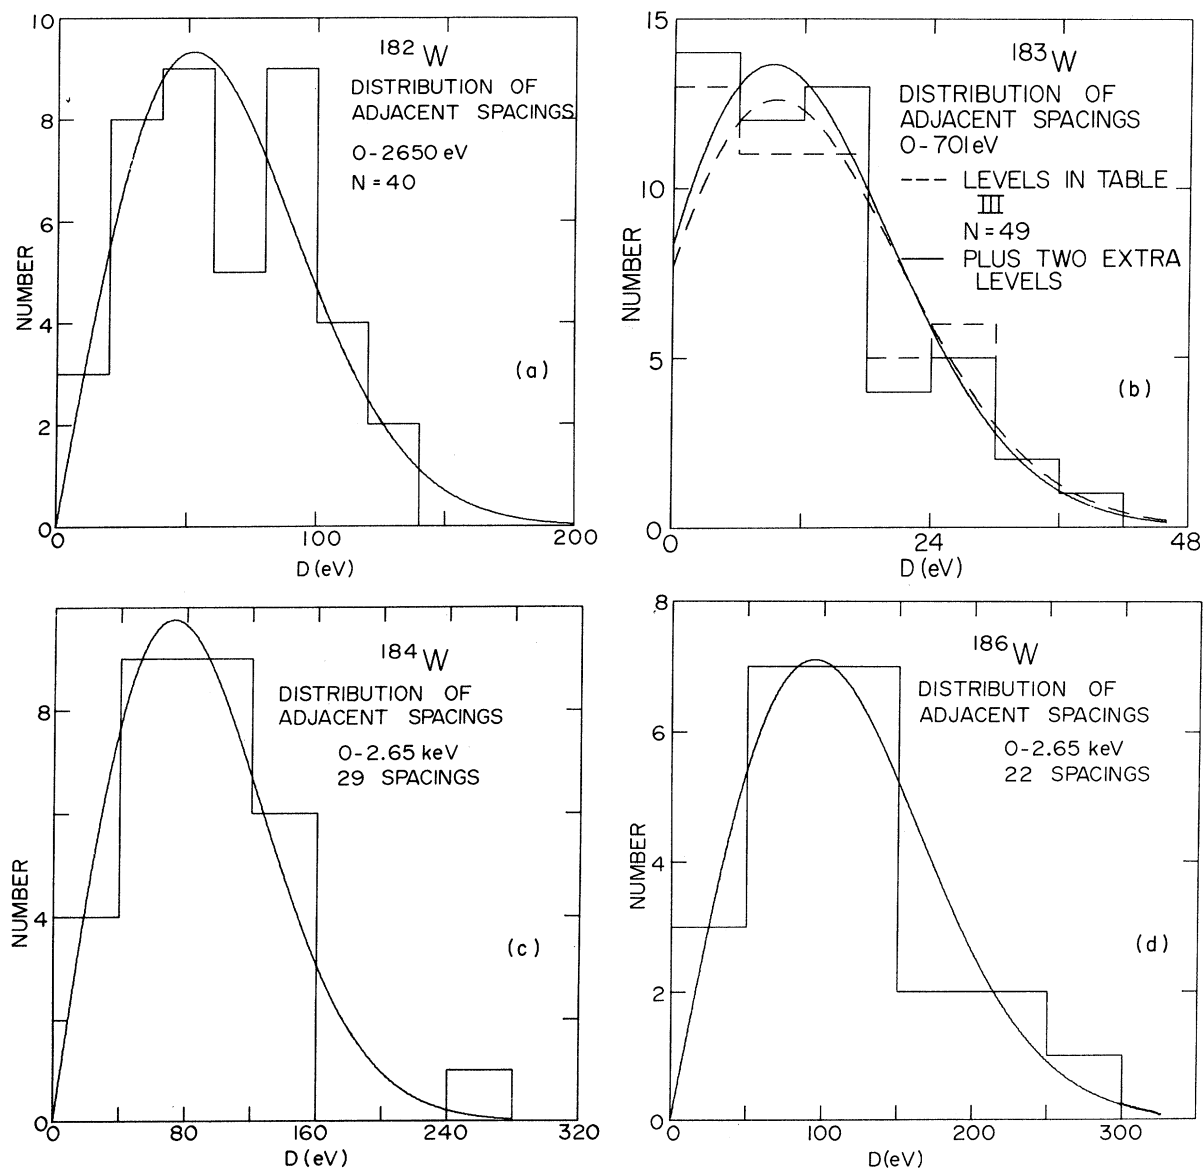 10
8
6
4
2
0
NUMBER
182 W
DISTRIBUTION OF
ADJACENT SPACINGS
0-2650 eV
N = 40
(a)
0
100
200
D (eV)
15
10
5
0
NUMBER
183 W
DISTRIBUTION OF
ADJACENT SPACINGS
0-701eV
LEVELS IN TABLE
III
N = 49
PLUS TWO EXTRA
LEVELS
(b)
0
24
48
D (eV)
8
4
0
NUMBER
184 W
DISTRIBUTION OF
ADJACENT SPACINGS
0-2.65 keV
29 SPACINGS
(c)
0
80
160
240
320
D (eV)
8
6
4
2
0
NUMBER
186 W
DISTRIBUTION OF
ADJACENT SPACINGS
0-2.65 keV
22 SPACINGS
(d)
0
100
200
300
D(eV)